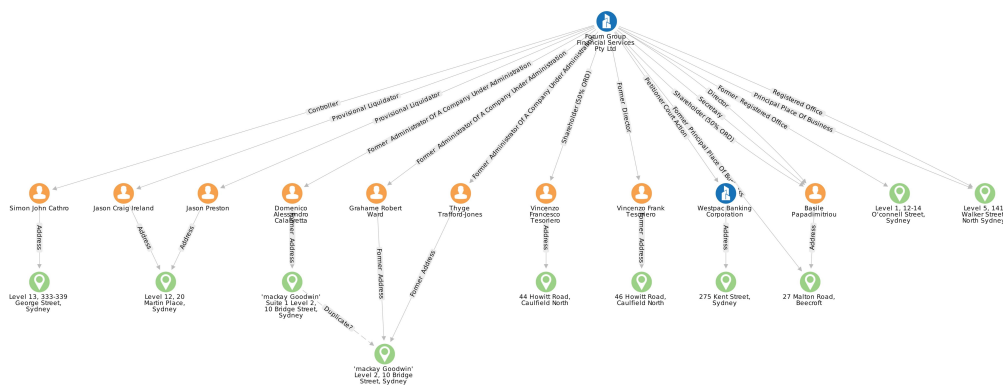 Forum Group
Financial Services
Pty Ltd
Controller
Provisional Liquidator
Provisional Liquidator
Former Administrator Of A Company Under Administration
Former Administrator Of A Company Under Administration
Former Administrator Of A Company Under Administration
Shareholder (50% ORD)
Former Director
Petitioner Court Action
Former Principal Place Of Business
Shareholder (50% ORD)
Secretary
Director
Former Registered Office
Principal Place Of Business
Registered Office
Simon John Cathro
Jason Craig Ireland
Jason Preston
Domenico
Alessandro
Calabretta
Grahame Robert
Ward
Thyge
Trafford-Jones
Vincenzo
Francesco
Tesoriero
Vincenzo Frank
Tesoriero
Westpac Banking
Corporation
Basile
Papadimitriou
Level 1, 12-14
O'connell Street,
Sydney
Level 5, 141
Walker Street,
North Sydney
Address
Address
Address
Former Address
Former Address
Former Address
Address
Former Address
Address
Address
Level 13, 333-339
George Street,
Sydney
Level 12, 20
Martin Place,
Sydney
'mackay Goodwin'
Suite 1 Level 2,
10 Bridge Street,
Sydney
44 Howitt Road,
Caulfield North
46 Howitt Road,
Caulfield North
275 Kent Street,
Sydney
27 Malton Road,
Beecroft
Duplicate?
'mackay Goodwin'
Level 2, 10 Bridge
Street, Sydney